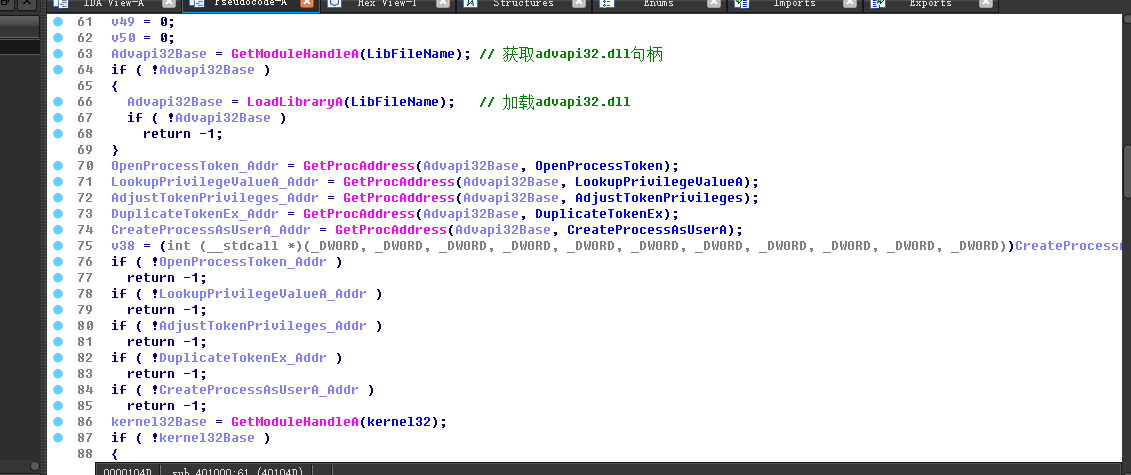 IDA View-A Pseudocode-A Hex View-1 Structures Enums Imports Exports
61 v49 = 0;
62 v50 = 0;
63 Advapi32Base = GetModuleHandleA(LibFileName); // 获取advapi32.dll句柄
64 if ( !Advapi32Base )
65 {
66 Advapi32Base = LoadLibraryA(LibFileName); // 加载advapi32.dll
67 if ( !Advapi32Base )
68 return -1;
69 }
70 OpenProcessToken_Addr = GetProcAddress(Advapi32Base, OpenProcessToken);
71 LookupPrivilegeValueA_Addr = GetProcAddress(Advapi32Base, LookupPrivilegeValueA);
72 AdjustTokenPrivileges_Addr = GetProcAddress(Advapi32Base, AdjustTokenPrivileges);
73 DuplicateTokenEx_Addr = GetProcAddress(Advapi32Base, DuplicateTokenEx);
74 CreateProcessAsUserA_Addr = GetProcAddress(Advapi32Base, CreateProcessAsUserA);
75 v38 = (int (__stdcall *)(_DWORD, _DWORD, _DWORD, _DWORD, _DWORD, _DWORD, _DWORD, _DWORD, _DWORD, _DWORD, _DWORD))CreateProcessA
76 if ( !OpenProcessToken_Addr )
77 return -1;
78 if ( !LookupPrivilegeValueA_Addr )
79 return -1;
80 if ( !AdjustTokenPrivileges_Addr )
81 return -1;
82 if ( !DuplicateTokenEx_Addr )
83 return -1;
84 if ( !CreateProcessAsUserA_Addr )
85 return -1;
86 kernel32Base = GetModuleHandleA(kernel32);
87 if ( !kernel32Base )
88 {
0000104D sub_401000:61 (40104D)